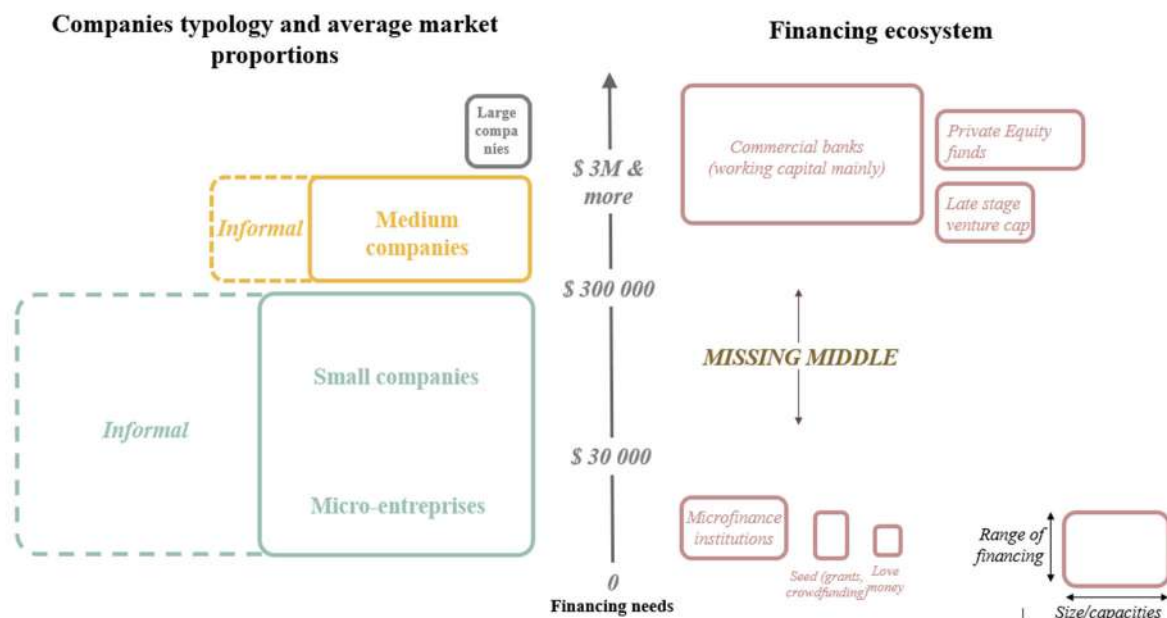 Companies typology and average market
proportions
Financing ecosystem
Large
compa
nies
Informal
Medium
companies
Informal
Small companies
Micro-entreprises
$ 3M &
more
$ 300 000
$ 30 000
0
Financing needs
Commercial banks
(working capital mainly)
Private Equity
funds
Late stage
venture cap
MISSING MIDDLE
Microfinance
institutions
Seed (grants,
crowdfunding)
Love
money
Range of
financing
Size/capacities